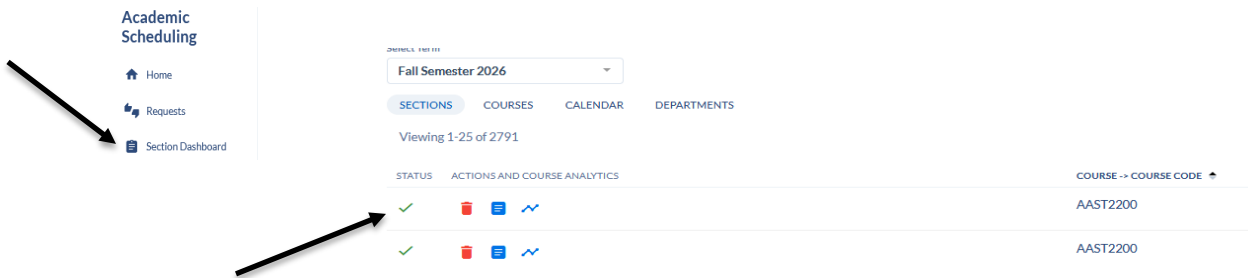 Academic
Scheduling
Home
Requests
Section Dashboard
Select Term
Fall Semester 2026
SECTIONS COURSES CALENDAR DEPARTMENTS
Viewing 1-25 of 2791
STATUS ACTIONS AND COURSE ANALYTICS COURSE -> COURSE CODE
AAST2200
AAST2200